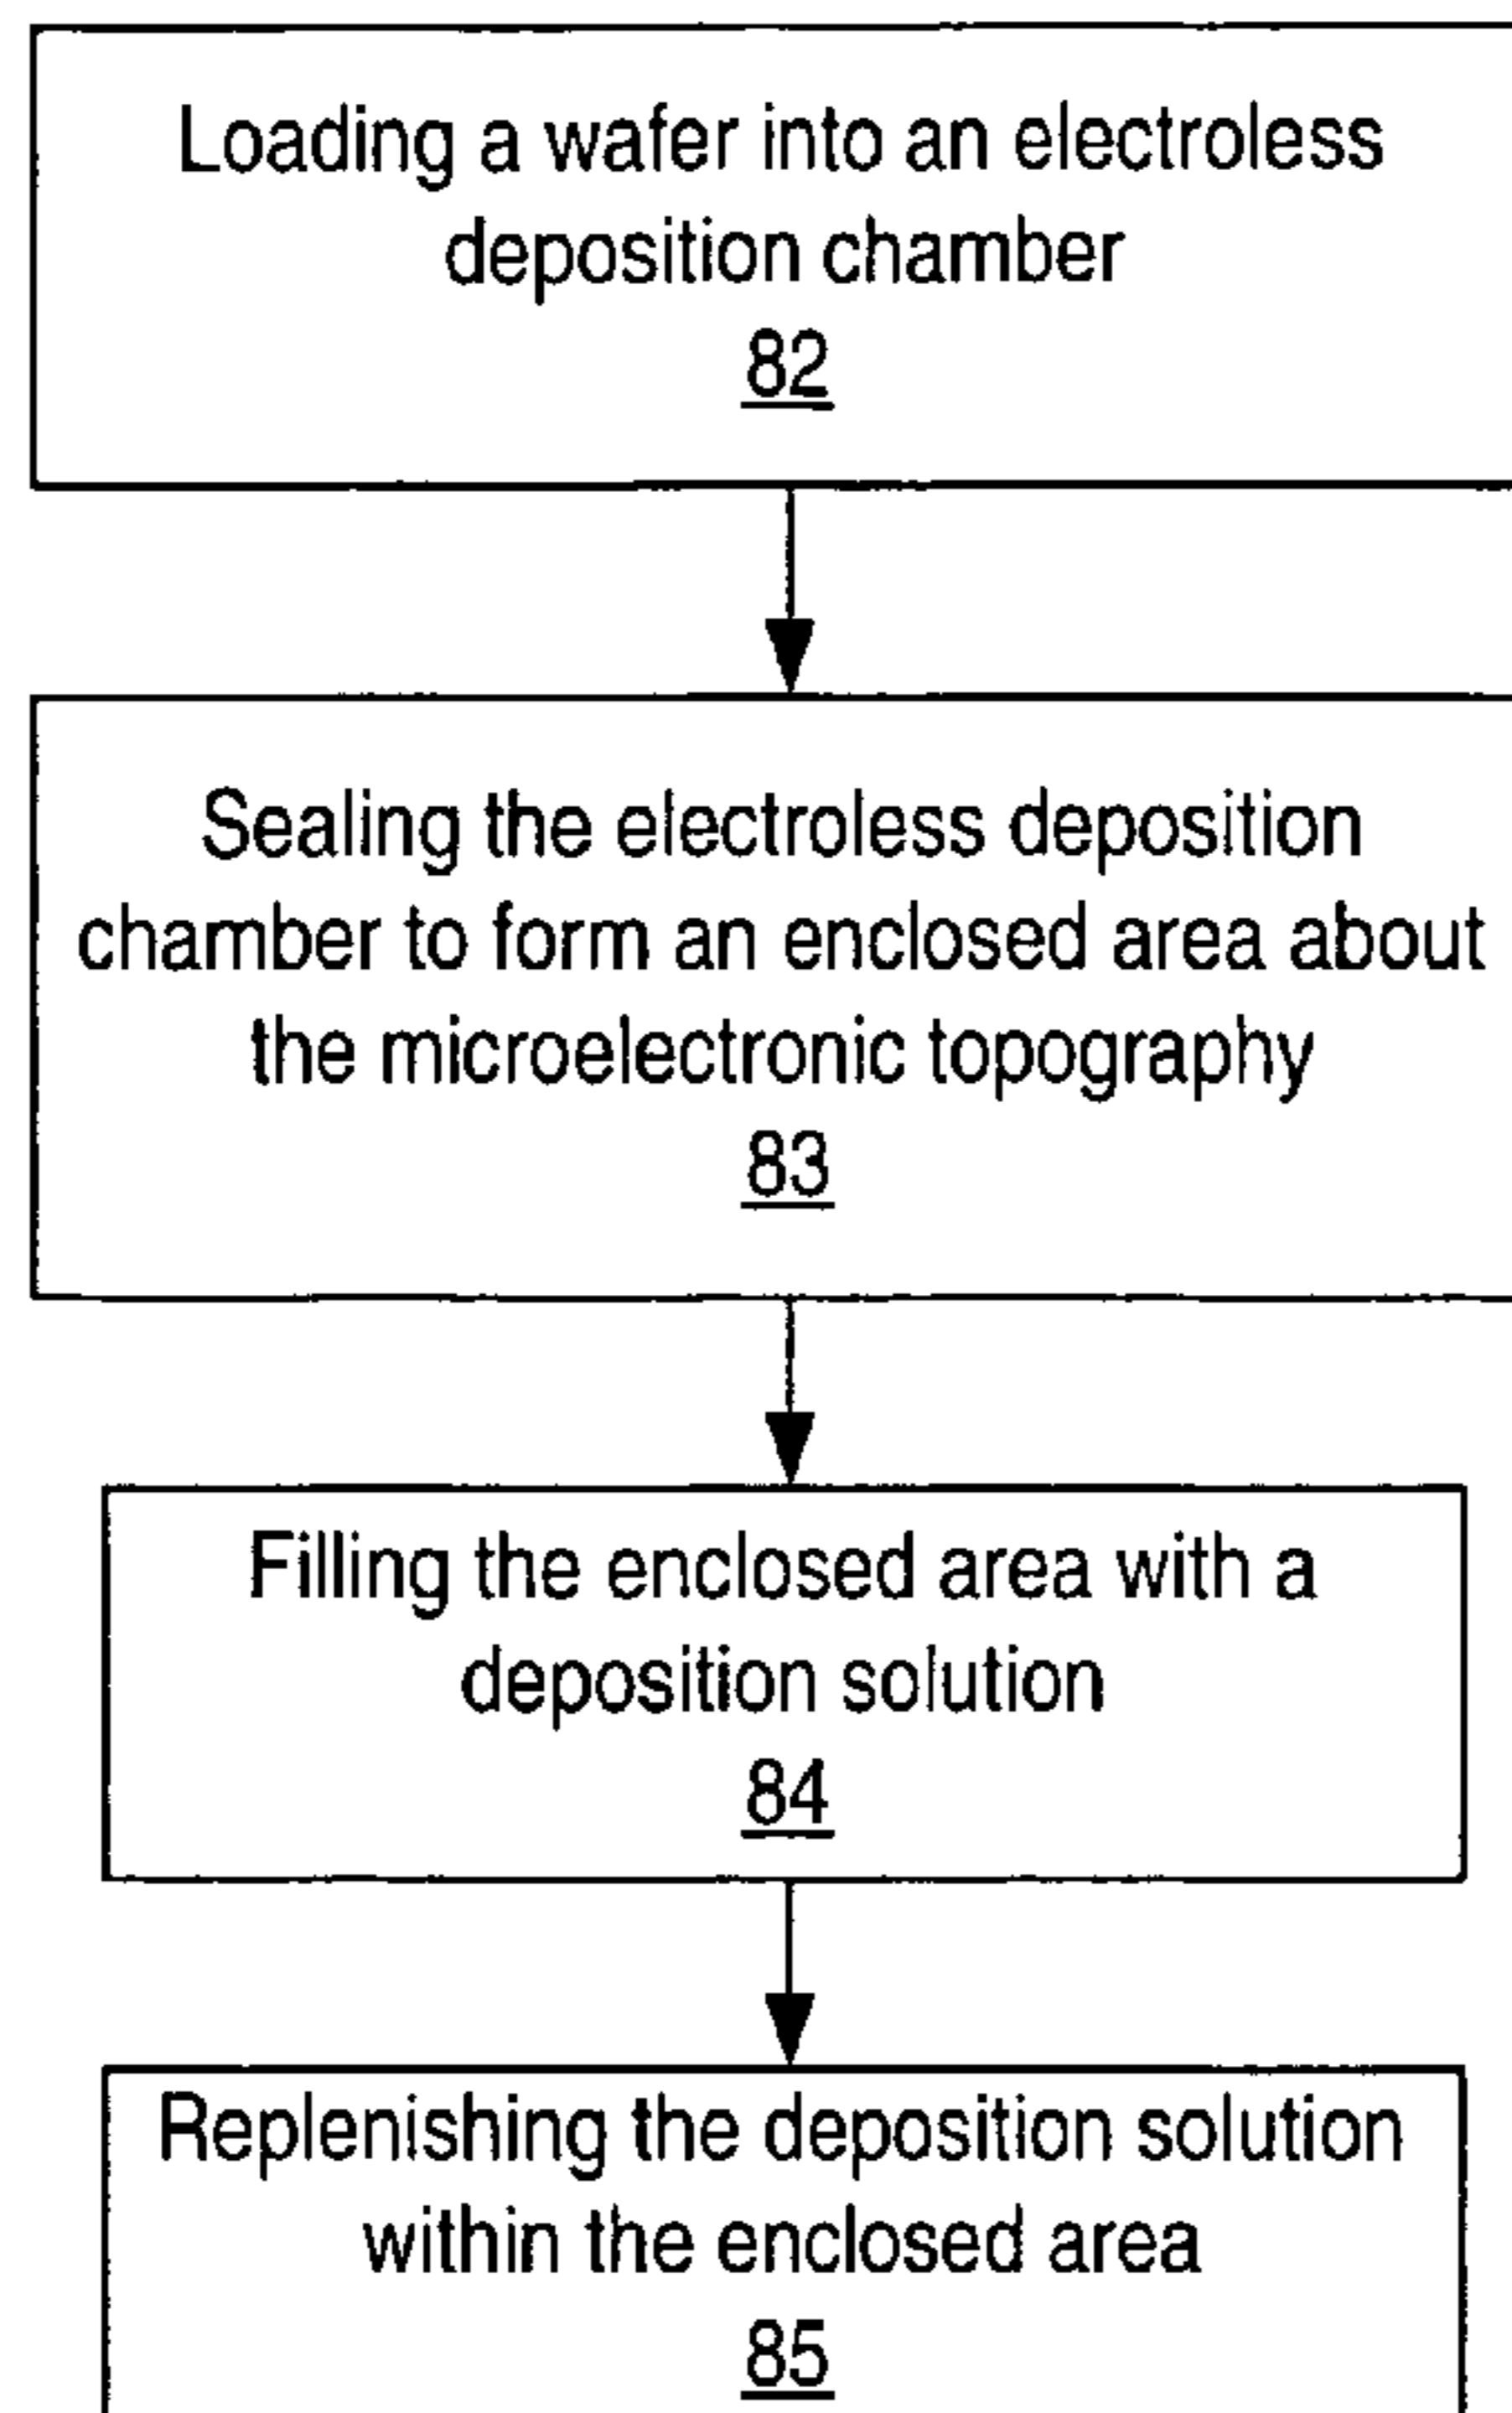 Loading a wafer into an electroless
deposition chamber
82
Sealing the electroless deposition
chamber to form an enclosed area about
the microelectronic topography
83
Filling the enclosed area with a
deposition solution
84
Replenishing the deposition solution
within the enclosed area
85